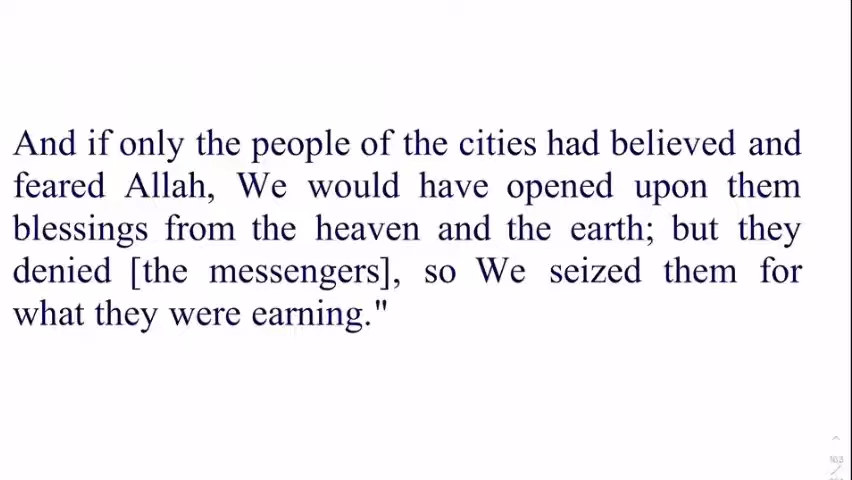 And if only the people of the cities had believed and
feared Allah, We would have opened upon them
blessings from the heaven and the earth; but they
denied [the messengers], so We seized them for
what they were earning."
163